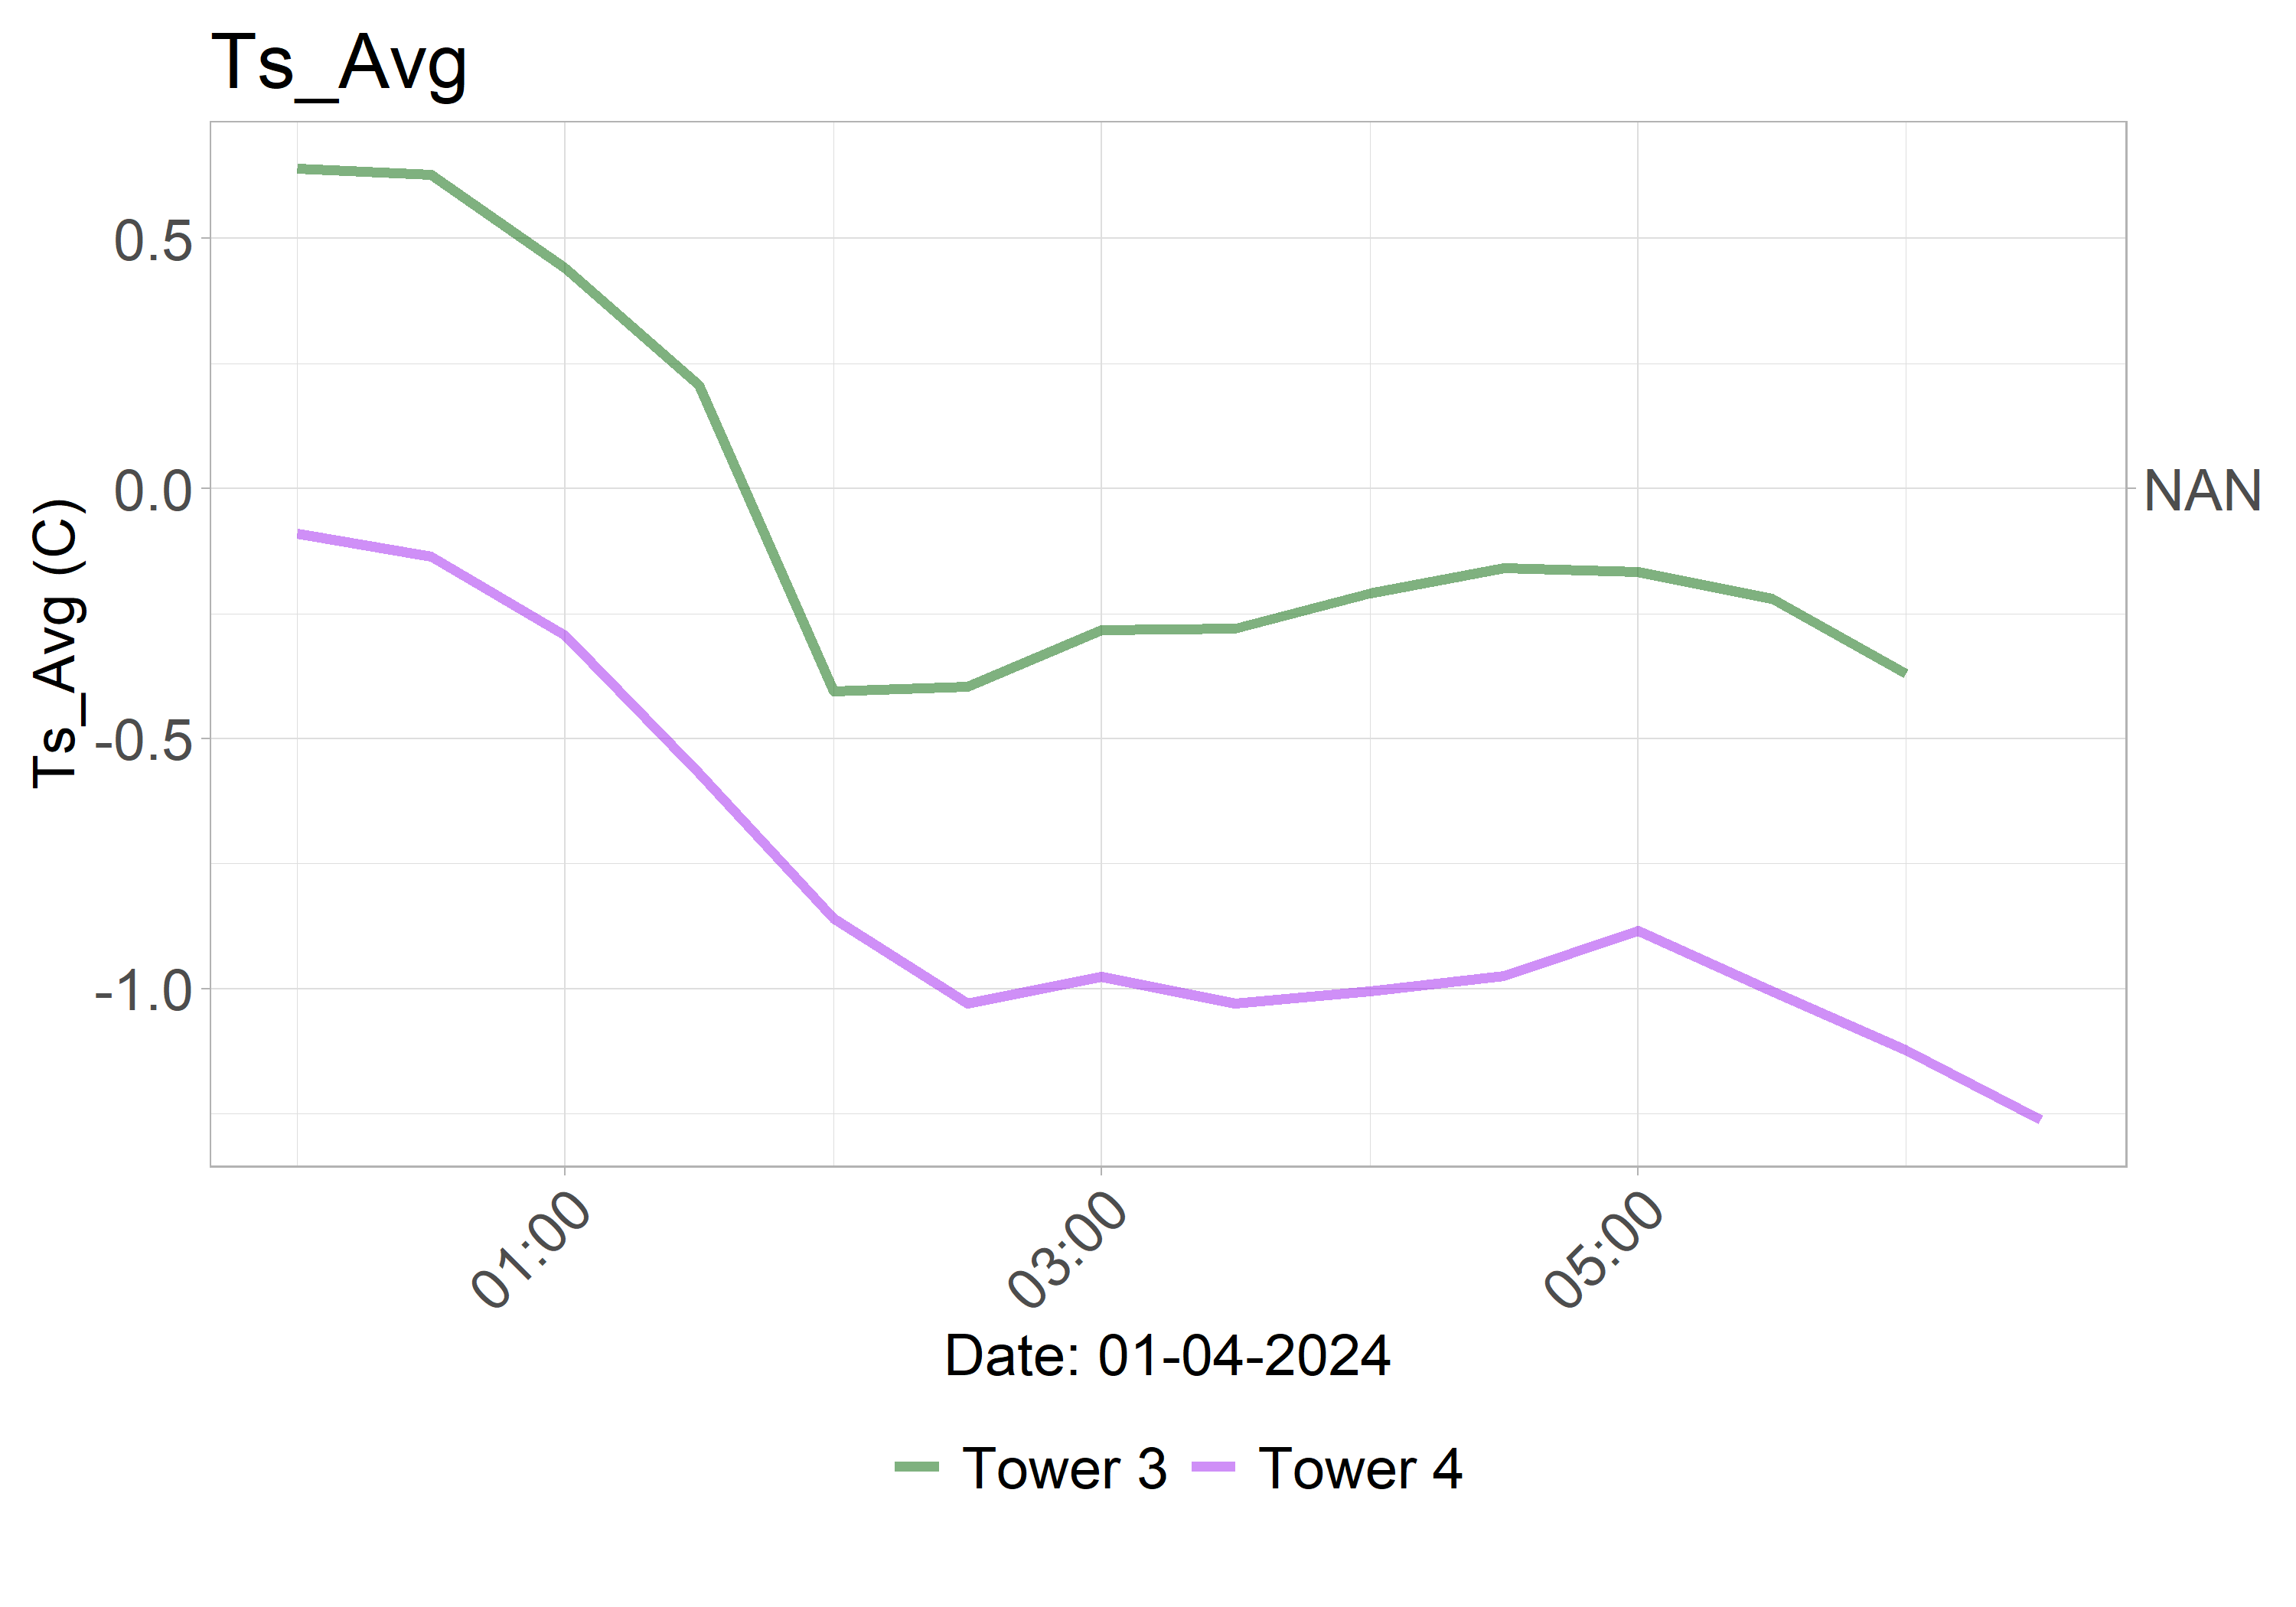 Ts_Avg
Ts_Avg (C)
0.5
0.0
-0.5
-1.0
NAN
01:00
03:00
05:00
Date: 01-04-2024
Tower 3
Tower 4